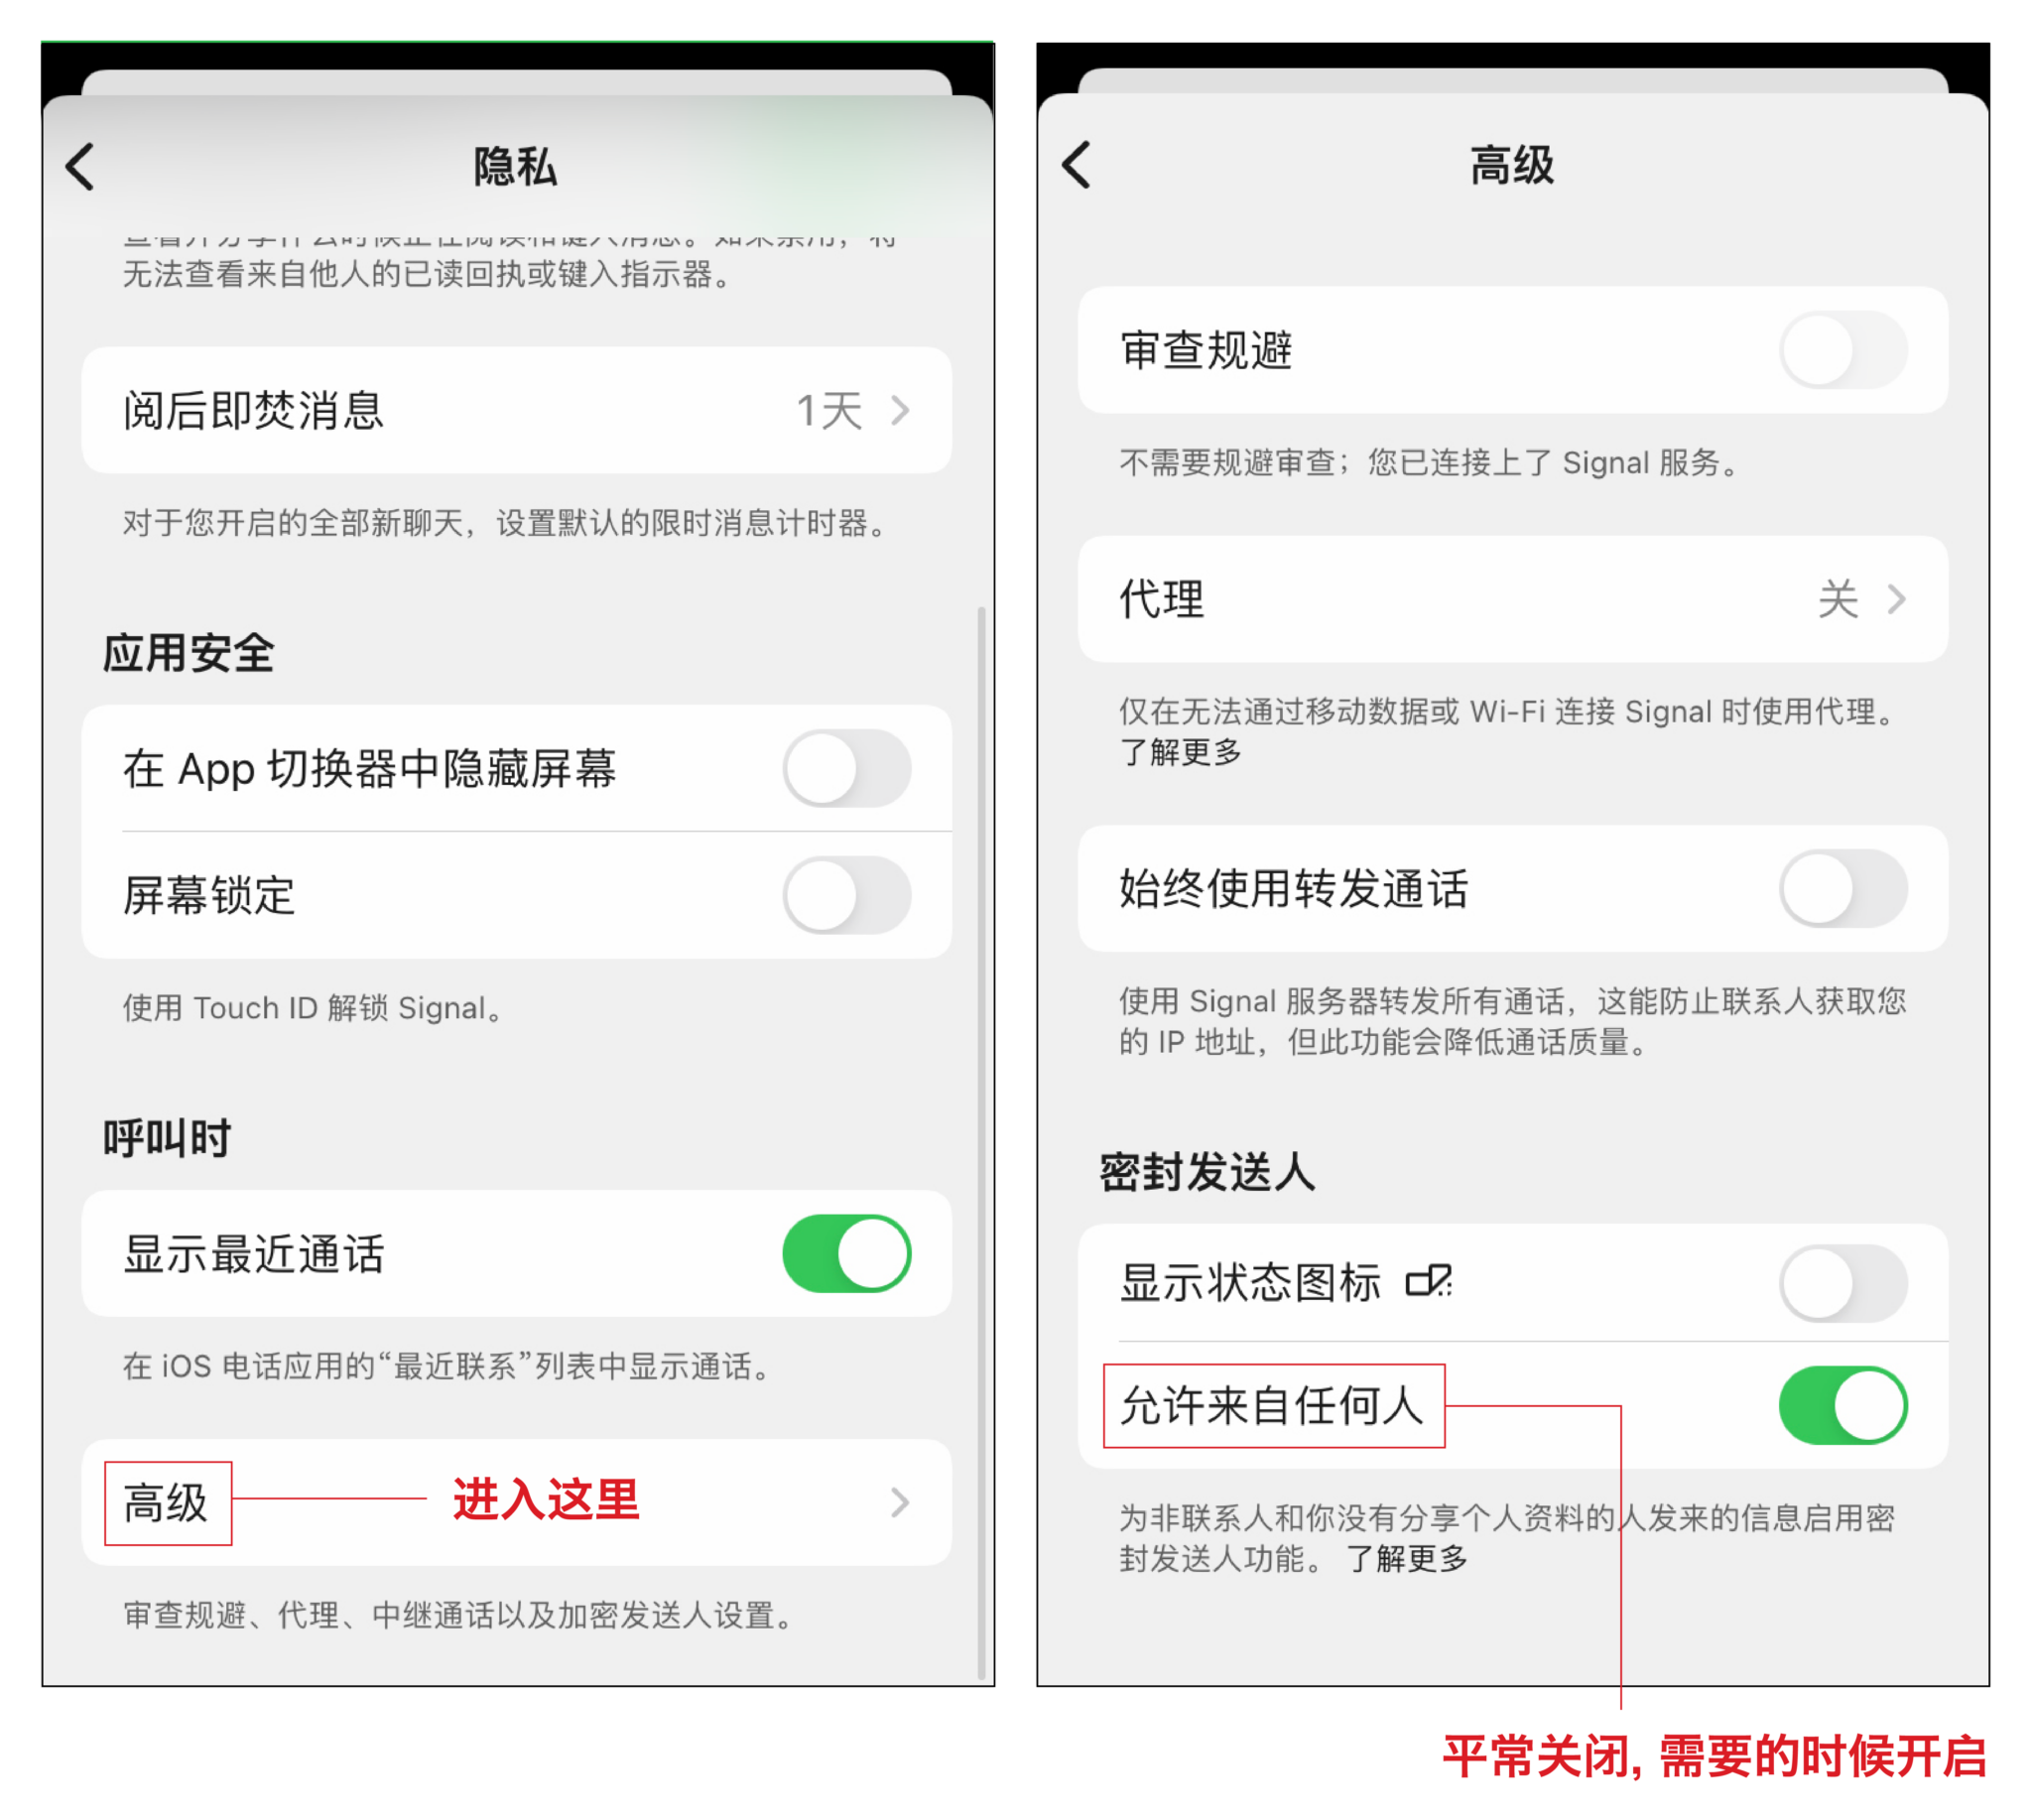 隐私
无法查看来自他人的已读回执或键入指示器。
阅后即焚消息 1天
对于您开启的全部新聊天，设置默认的限时消息计时器。
应用安全
在 App 切换器中隐藏屏幕
屏幕锁定
使用 Touch ID 解锁 Signal。
呼叫时
显示最近通话
在 iOS 电话应用的“最近联系”列表中显示通话。
高级 进入这里
审查规避、代理、中继通话以及加密发送人设置。
高级
审查规避
不需要规避审查；您已连接上了 Signal 服务。
代理 关
仅在无法通过移动数据或 Wi-Fi 连接 Signal 时使用代理。
了解更多
始终使用转发通话
使用 Signal 服务器转发所有通话，这能防止联系人获取您
的 IP 地址，但此功能会降低通话质量。
密封发送人
显示状态图标
允许来自任何人
为非联系人和你没有分享个人资料的人发来的信息启用密
封发送人功能。 了解更多
平常关闭, 需要的时候开启